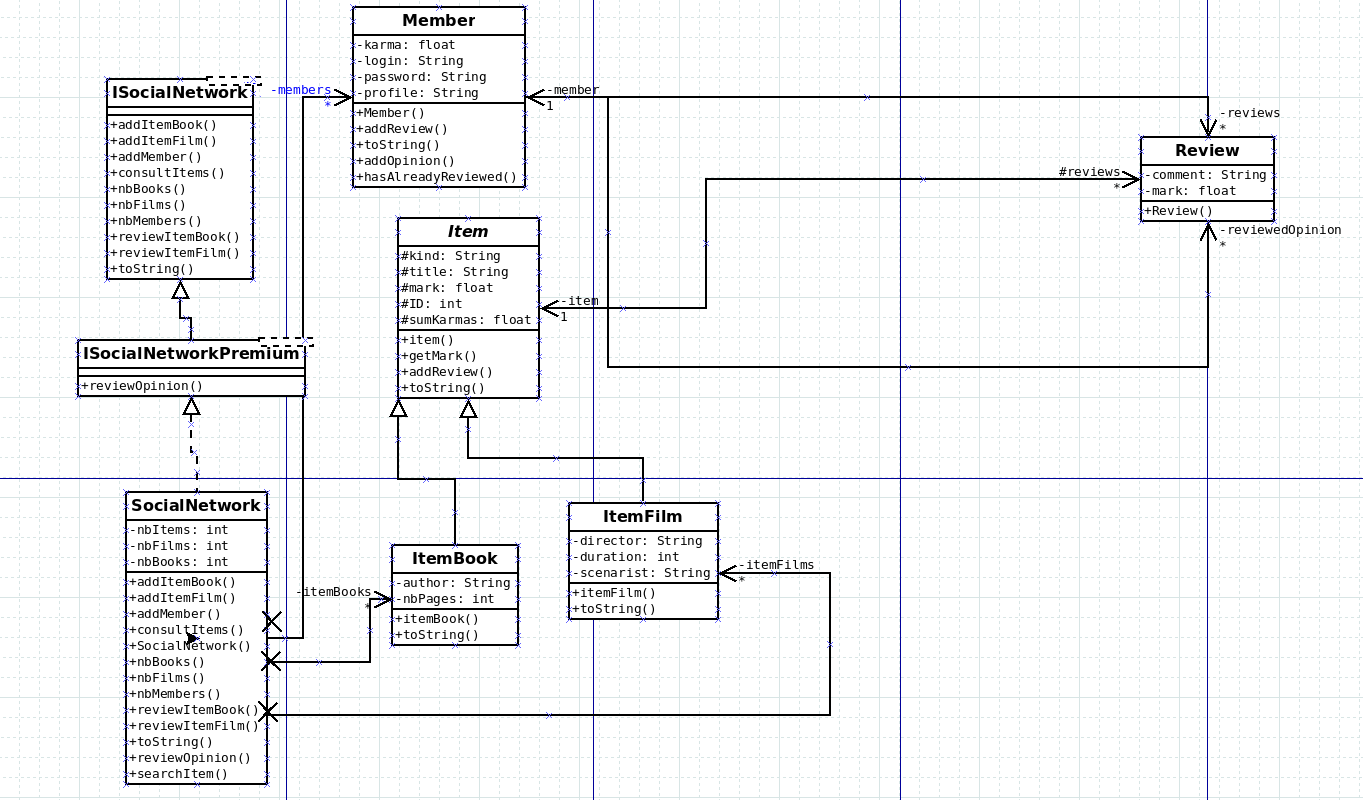 Member
-karma: float
-login: String
-password: String
-profile: String
+Member()
+addReview()
+toString()
+addOpinion()
+hasAlreadyReviewed()
ISocialNetwork
+addItemBook()
+addItemFilm()
+addMember()
+consultItems()
+nbBooks()
+nbFilms()
+nbMembers()
+reviewItemBook()
+reviewItemFilm()
+toString()
-members
*
-member
1
-reviews
*
Review
-comment: String
-mark: float
+Review()
#reviews
*
-reviewedOpinion
*
Item
#kind: String
#title: String
#mark: float
#ID: int
#sumKarmas: float
+item()
+getMark()
+addReview()
+toString()
-item
1
ISocialNetworkPremium
+reviewOpinion()
SocialNetwork
-nbItems: int
-nbFilms: int
-nbBooks: int
+addItemBook()
+addItemFilm()
+addMember()
+consultItems()
+SocialNetwork()
+nbBooks()
+nbFilms()
+nbMembers()
+reviewItemBook()
+reviewItemFilm()
+toString()
+reviewOpinion()
+searchItem()
-itemBooks
*
ItemBook
-author: String
-nbPages: int
+itemBook()
+toString()
ItemFilm
-director: String
-duration: int
-scenarist: String
+itemFilm()
+toString()
-itemFilms
*